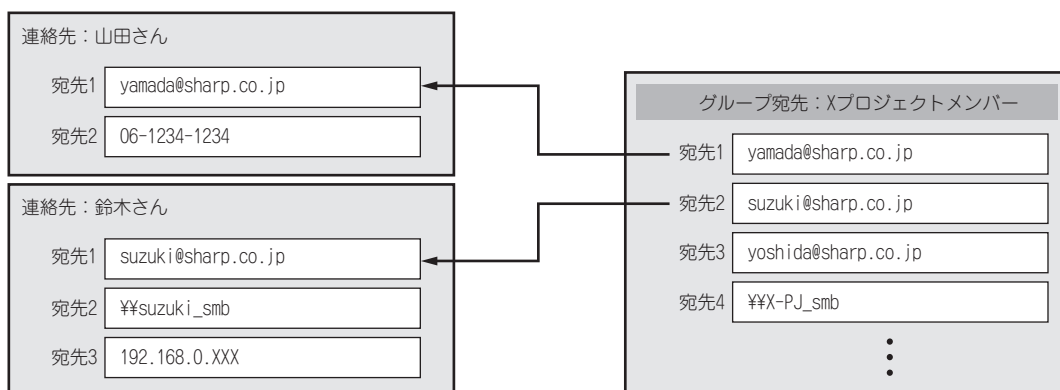 連絡先：山田さん
宛先1 yamada@sharp.co.jp
宛先2 06-1234-1234
連絡先：鈴木さん
宛先1 suzuki@sharp.co.jp
宛先2 ¥¥suzuki_smb
宛先3 192.168.0.XXX
グループ宛先：Xプロジェクトメンバー
宛先1 yamada@sharp.co.jp
宛先2 suzuki@sharp.co.jp
宛先3 yoshida@sharp.co.jp
宛先4 ¥¥X-PJ_smb